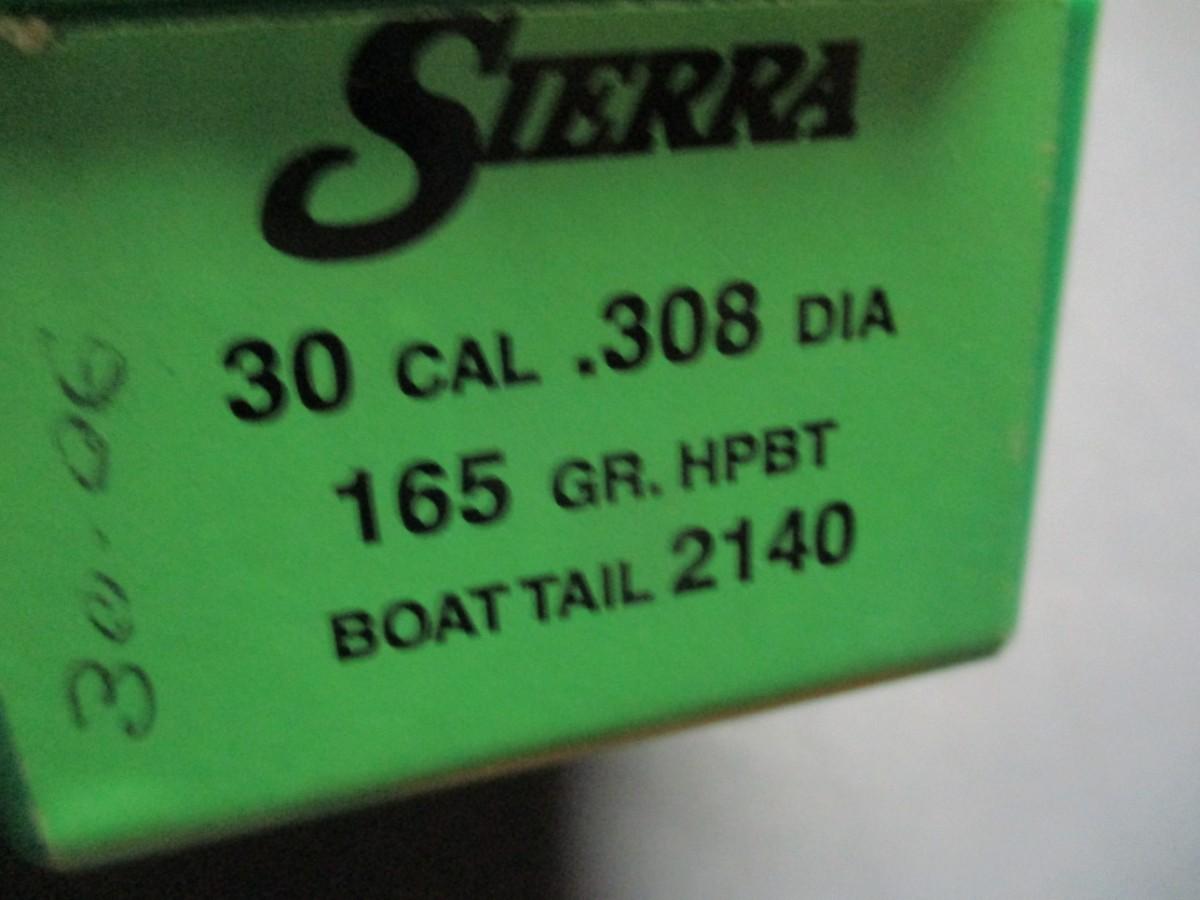 SIERRA
30 CAL .308 DIA
165 GR. HPBT
BOAT TAIL 2140
30-06